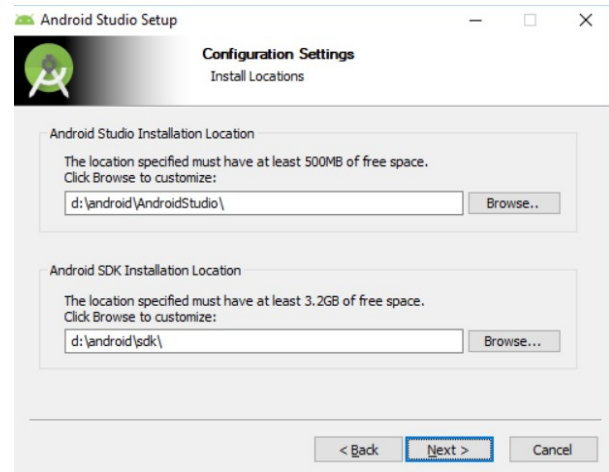 Android Studio Setup
Configuration Settings
Install Locations
Android Studio Installation Location
The location specified must have at least 500MB of free space.
Click Browse to customize:
d:\android\AndroidStudio\
Browse..
Android SDK Installation Location
The location specified must have at least 3.2GB of free space.
Click Browse to customize:
d:\android\sdk\
Browse...
< Back
Next >
Cancel